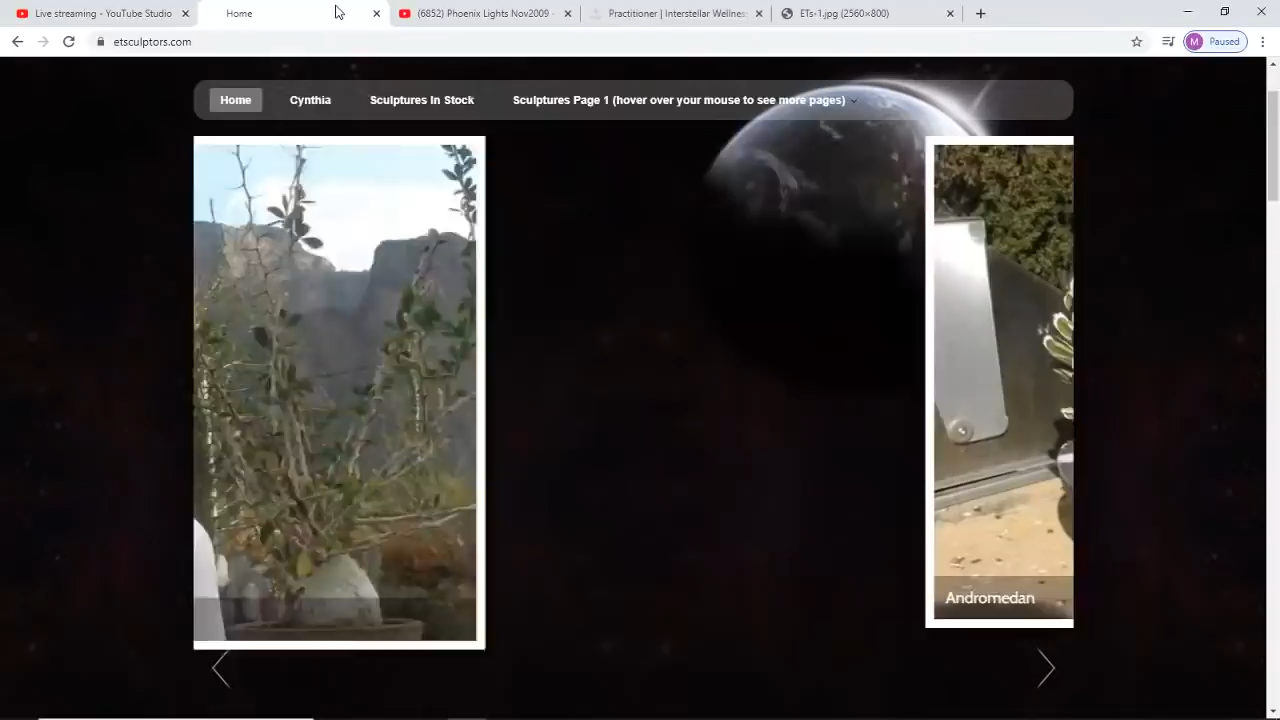 Live streaming - YouTube Studio
Home
(6852) Phoenix Lights Nov2009 -
Practitioner | Interstellar Wellnes
ETs-1.jpg (2560×800)
etsculptors.com
M
Paused
Home
Cynthia
Sculptures In Stock
Sculptures Page 1 (hover over your mouse to see more pages)
Andromedan